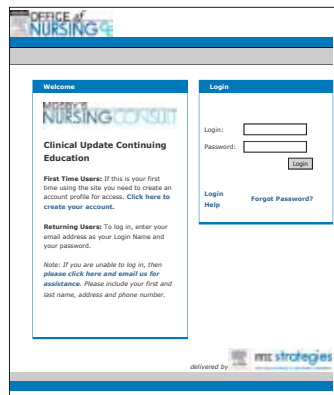 OFFICE of
NURSING
Welcome
MOSBY'S
NURSING CONSULT
Clinical Update Continuing
Education
First Time Users: If this is your first
time using the site you need to create an
account profile for access. Click here to
create your account.
Returning Users: To log in, enter your
email address as your Login Name and
your password.
Note: If you are unable to log in, then
please click here and email us for
assistance. Please include your first and
last name, address and phone number.
Login
Login:
Password:
Login
Login
Help
Forgot Password?
delivered by
mc strategies